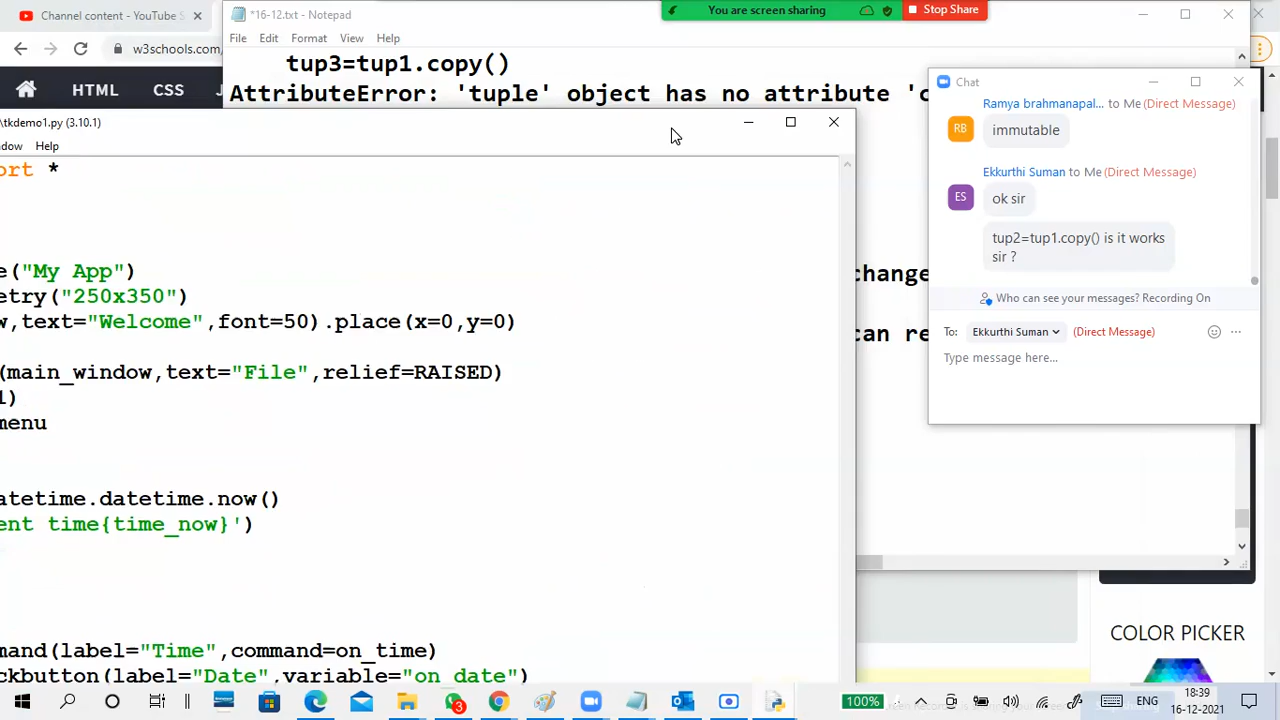 Channel content - YouTube S
*16-12.txt - Notepad
You are screen sharing
Stop Share
w3schools.com/
File Edit Format View Help
HTML CSS
tup3=tup1.copy()
AttributeError: 'tuple' object has no attribute 'c
Chat
Ramya brahmanapal... to Me (Direct Message)
RB
immutable
Ekkurthi Suman to Me(Direct Message)
ES
ok sir
tup2=tup1.copy() is it works
sir ?
Who can see your messages? Recording On
To: Ekkurthi Suman (Direct Message)
Type message here...
\tkdemo1.py (3.10.1)
ndow Help
ort *
e("My App")
etry("250x350")
w,text="Welcome",font=50).place(x=0,y=0)
(main_window,text="File",relief=RAISED)
1)
menu
atetime.datetime.now()
ent time{time_now}')
mand(label="Time",command=on_time)
ckbutton(label="Date",variable="on_date")
change
can re
COLOR PICKER
3
100%
ENG
18:39
16-12-2021